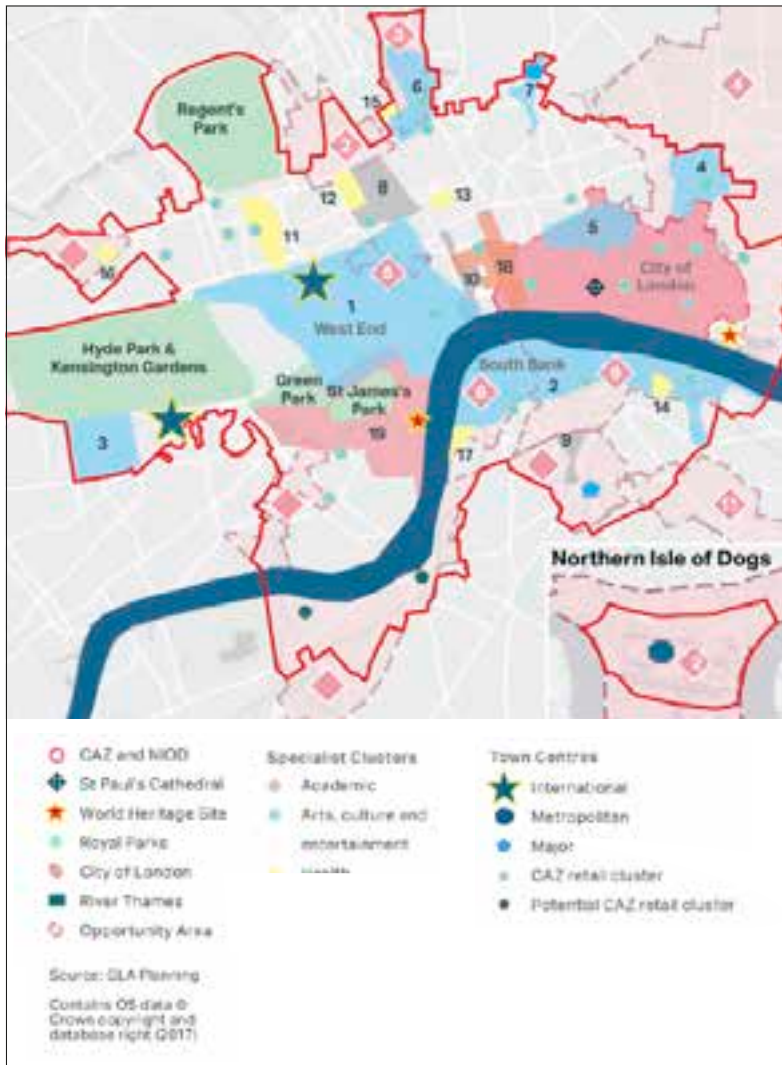 3
6
15
Regent's
Park
7
4
2
12
8
13
4
5
11
16
10
18
City of
London
1
West End
Hyde Park &
Kensington Gardens
Green
Park
St James's
Park
South Bank
2
14
3
19
17
9
Northern Isle of Dogs
CAZ and NIOD
St Paul's Cathedral
World Heritage Site
Royal Parks
City of London
River Thames
Opportunity Area
Source: GLA Planning
Contains OS data ©
Crown copyright and
database right (2017)
Specialist Clusters
Academic
Arts, culture and
entertainment
Town Centres
International
Metropolitan
Major
CAZ retail cluster
Potential CAZ retail cluster